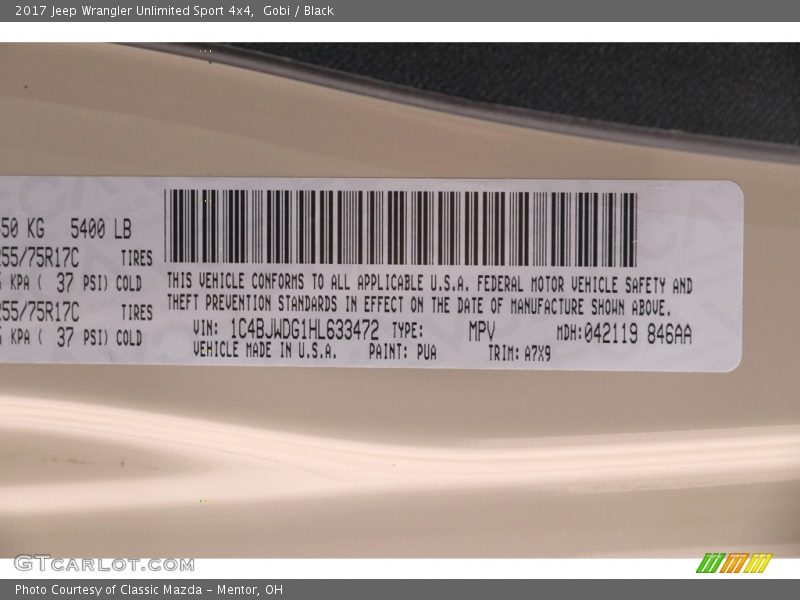 2017 Jeep Wrangler Unlimited Sport 4x4,  Gobi / Black
50 KG 5400 LB
255/75R17C TIRES
KPA ( 37 PSI) COLD
255/75R17C TIRES
KPA ( 37 PSI) COLD
THIS VEHICLE CONFORMS TO ALL APPLICABLE U.S.A. FEDERAL MOTOR VEHICLE SAFETY AND
THEFT PREVENTION STANDARDS IN EFFECT ON THE DATE OF MANUFACTURE SHOWN ABOVE.
VIN: 1C4BJWDG1HL633472 TYPE: MPV MDH:042119 846AA
VEHICLE MADE IN U.S.A. PAINT: PUA TRIM: A7X9
GTCARLOT.COM
Photo Courtesy of Classic Mazda - Mentor, OH